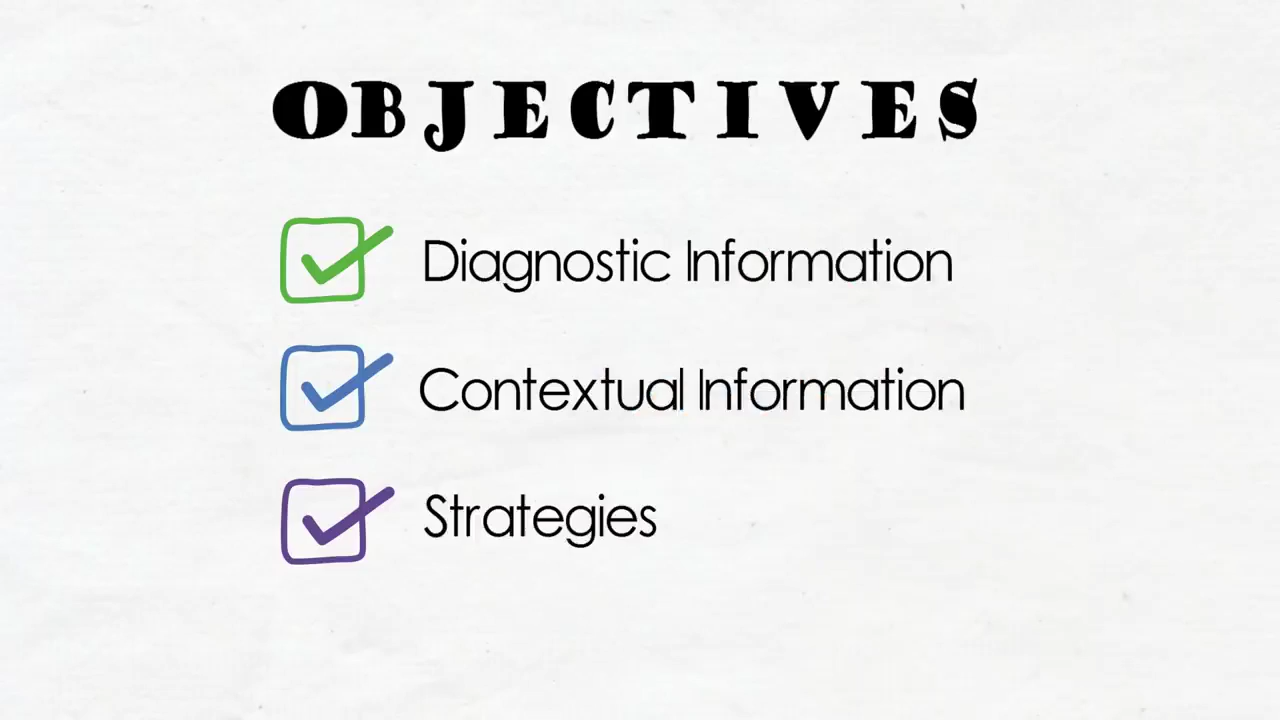 OBJECTIVES
Diagnostic Information
Contextual Information
Strategies